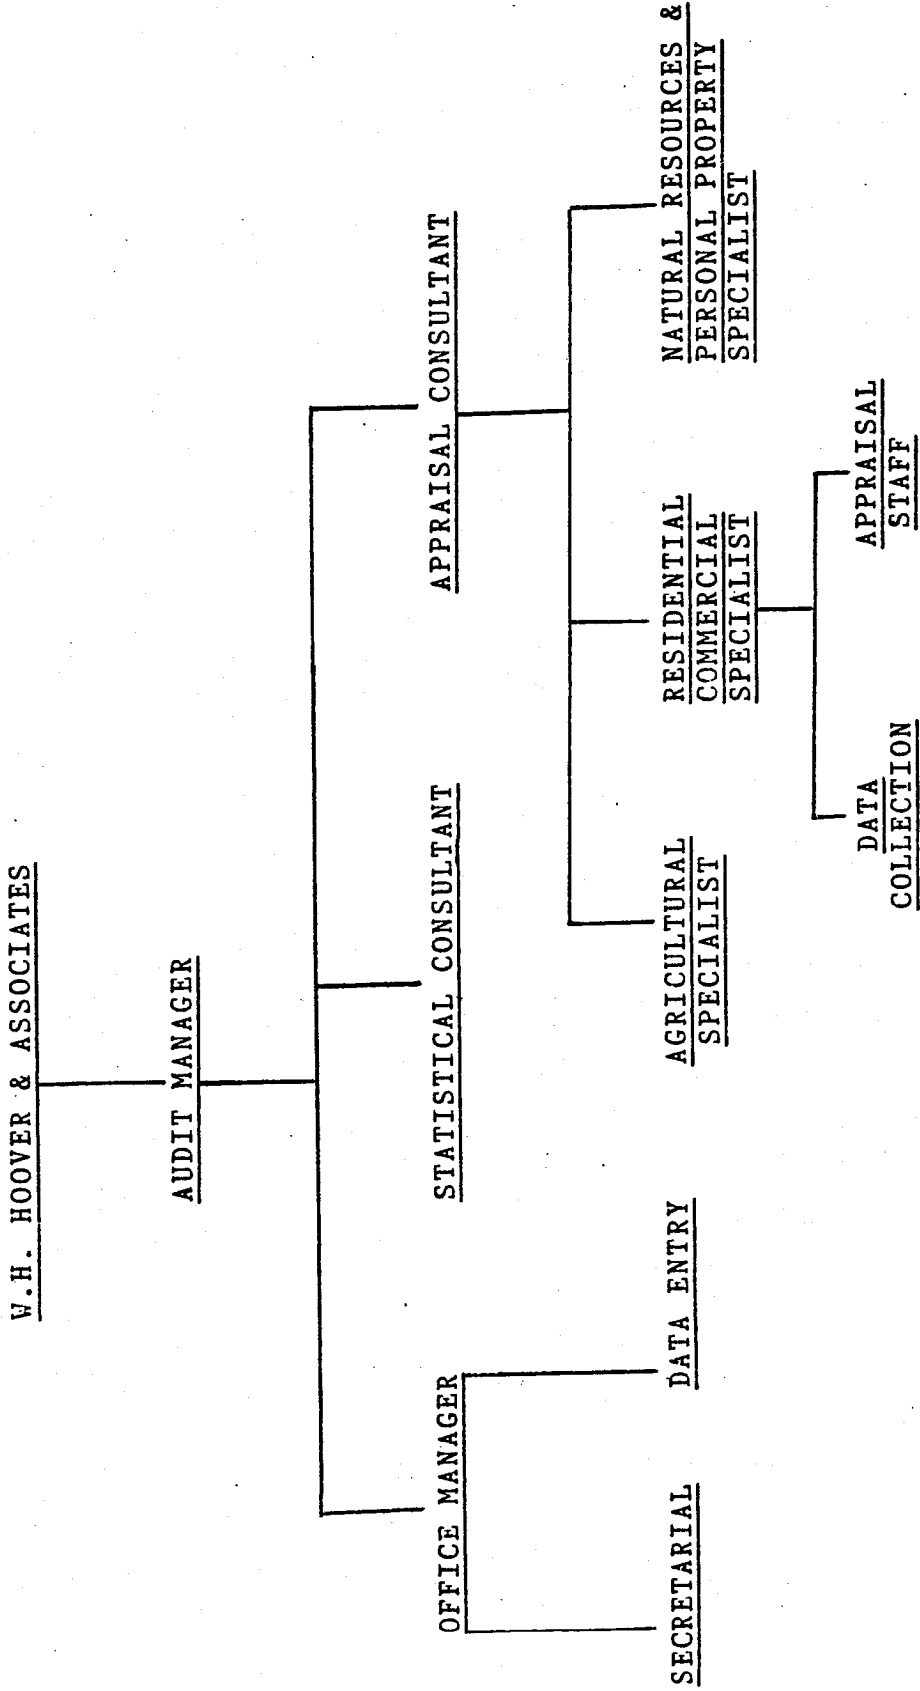 W.H. HOOVER & ASSOCIATES
AUDIT MANAGER
OFFICE MANAGER
STATISTICAL CONSULTANT
APPRAISAL CONSULTANT
SECRETARIAL
DATA ENTRY
AGRICULTURAL
SPECIALIST
RESIDENTIAL
COMMERCIAL
SPECIALIST
NATURAL RESOURCES &
PERSONAL PROPERTY
SPECIALIST
DATA
COLLECTION
APPRAISAL
STAFF